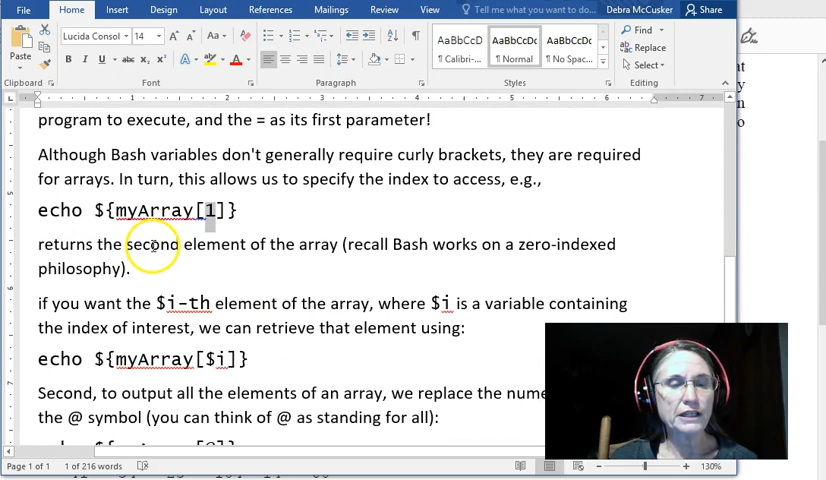 File Home Insert Design Layout References Mailings Review View Tell me what you want to do... Debra McCusker Share
Lucida Consol 14 Find
Paste Replace
AaBbCcD AaBbCcDc AaBbCcDc
Select
¶ Calibri-... ¶ Normal ¶ No Spac...
Clipboard Font Paragraph Styles Editing
1 2 3 4 5 6 7
program to execute, and the = as its first parameter!
Although Bash variables don't generally require curly brackets, they are required
for arrays. In turn, this allows us to specify the index to access, e.g.,
echo ${myArray[1]}
returns the second element of the array (recall Bash works on a zero-indexed
philosophy).
if you want the $i-th element of the array, where $i is a variable containing
the index of interest, we can retrieve that element using:
echo ${myArray[$i]}
Second, to output all the elements of an array, we replace the
the @ symbol (you can think of @ as standing for all):
Page 1 of 1 1 of 216 words 130%